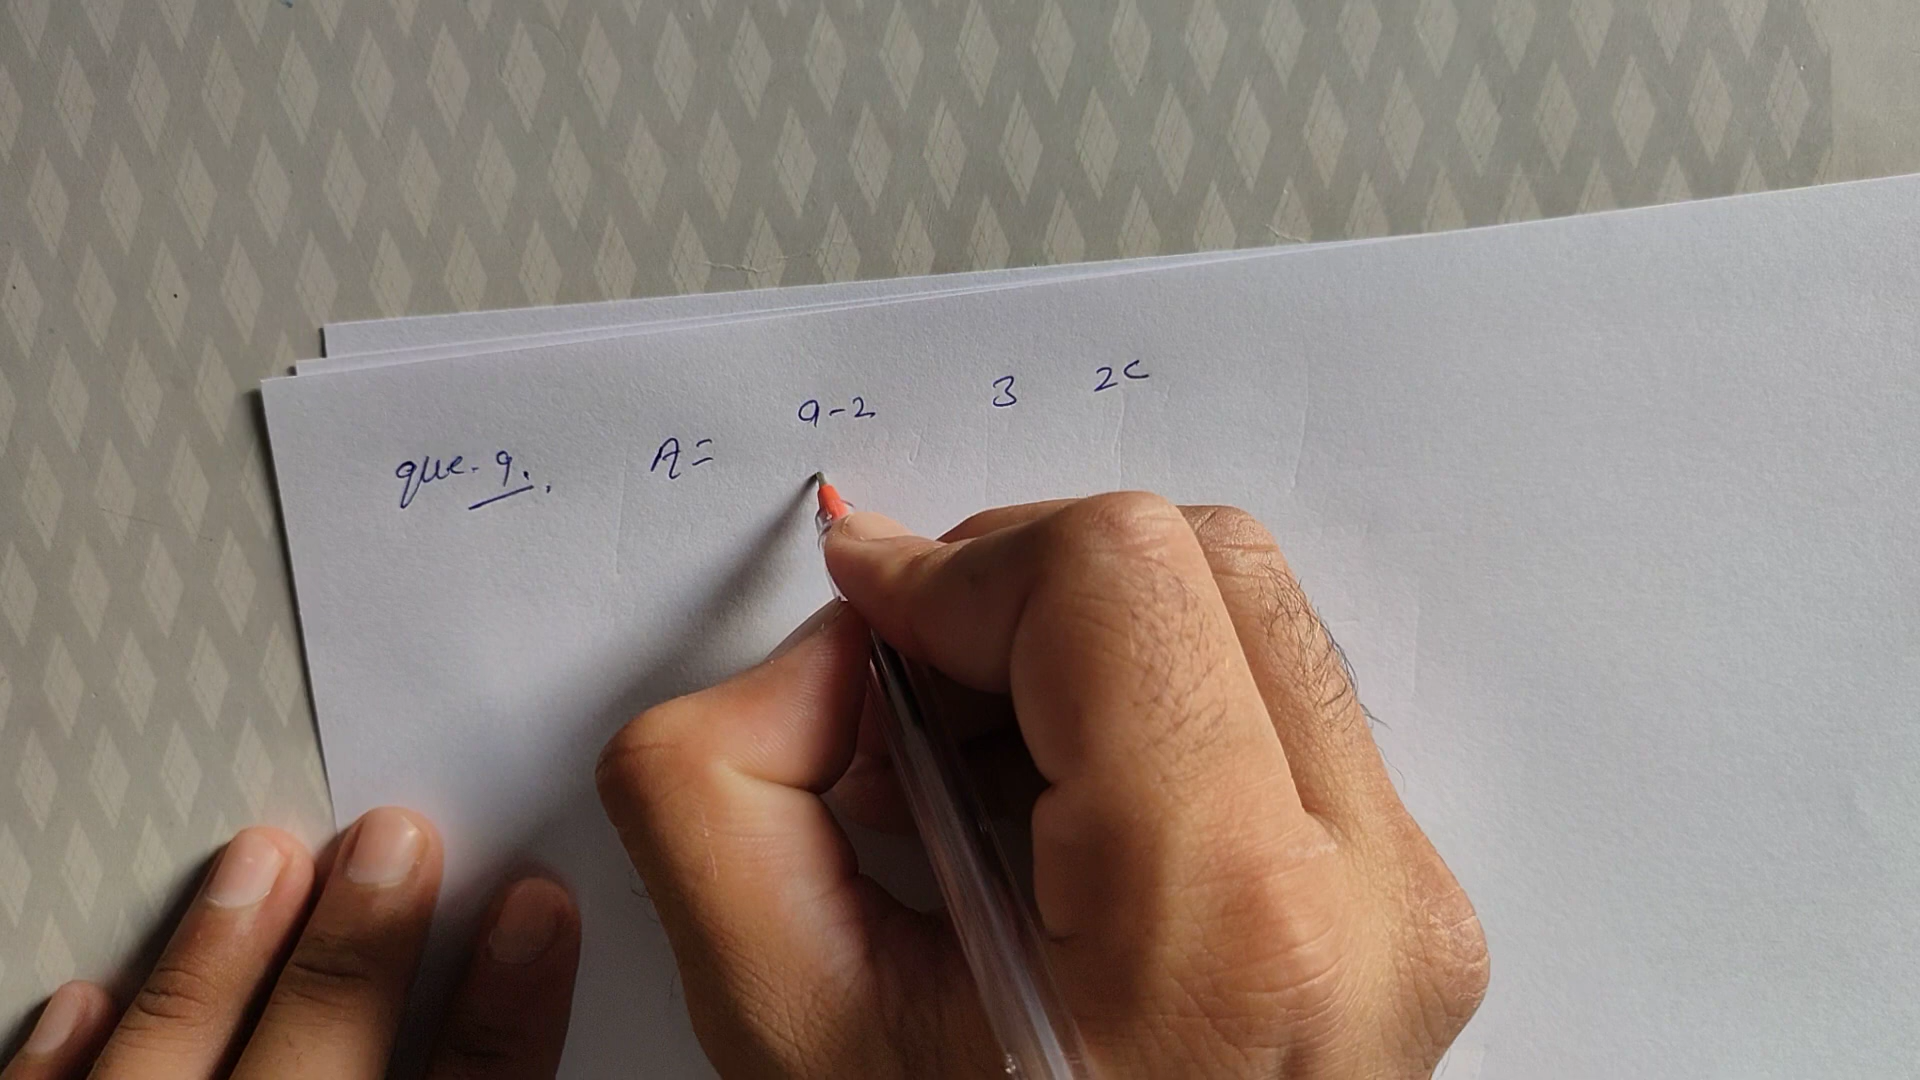 que. 9. A = a-2 3 2c